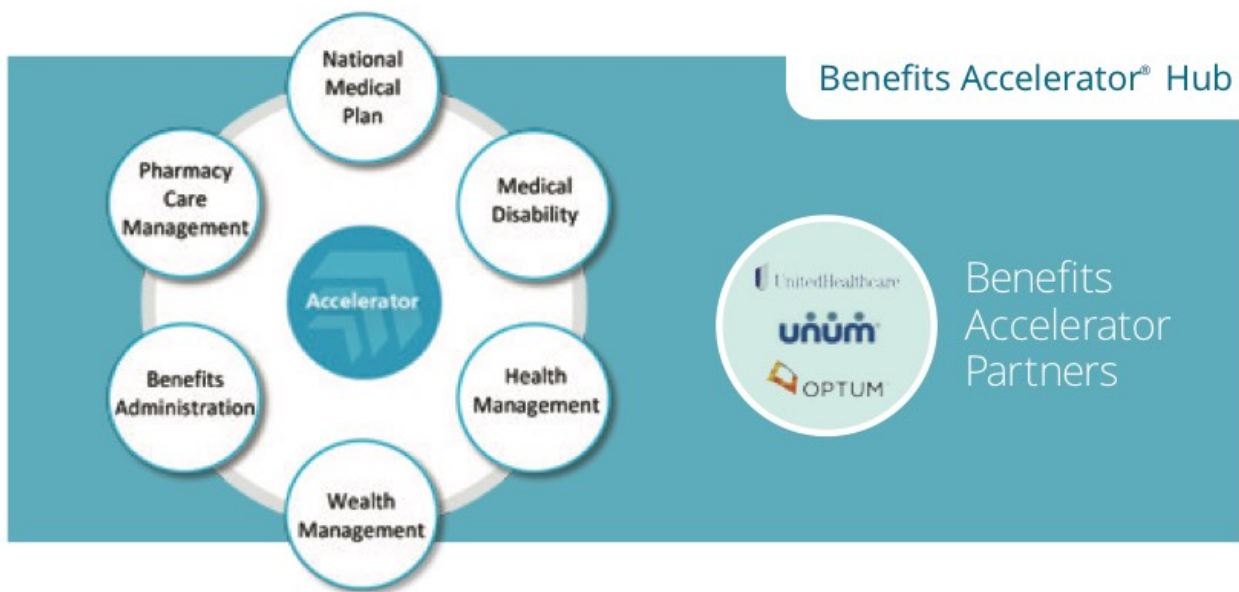 Benefits Accelerator® Hub
National
Medical
Plan
Medical
Disability
Health
Management
Wealth
Management
Benefits
Administration
Pharmacy
Care
Management
Accelerator
UnitedHealthcare
unum
OPTUM
Benefits
Accelerator
Partners